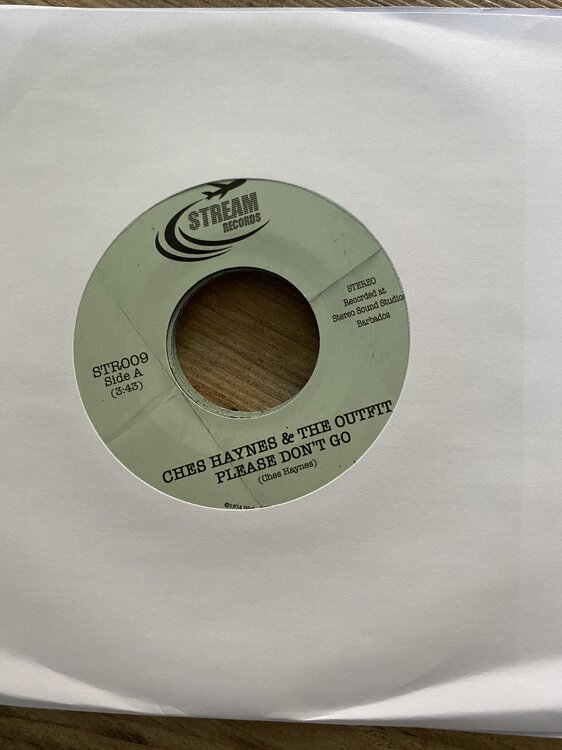 STREAM
RECORDS
STEREO
Recorded at
Stereo Sound Studio
Barbados
STR009
Side A
(3:43)
CHES HAYNES & THE OUTFIT
PLEASE DON'T GO
(Ches Haynes)
©1974